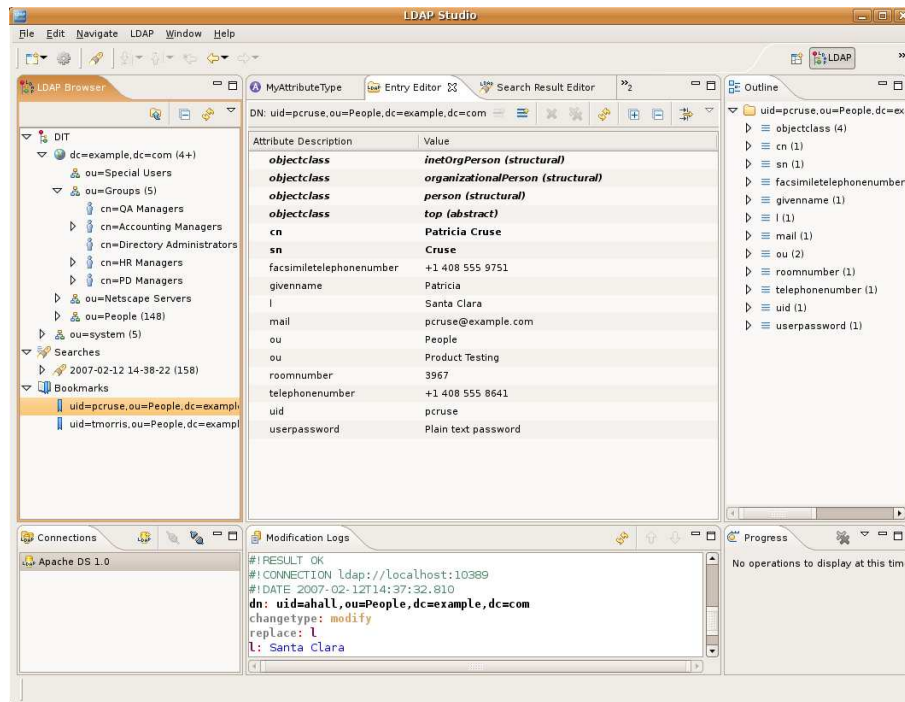 LDAP Studio
File Edit Navigate LDAP Window Help
LDAP
»
LDAP Browser
DIT
dc=example,dc=com (4+)
ou=Special Users
ou=Groups (5)
cn=QA Managers
cn=Accounting Managers
cn=Directory Administrators
cn=HR Managers
cn=PD Managers
ou=Netscape Servers
ou=People (148)
ou=system (5)
Searches
2007-02-12 14-38-22 (158)
Bookmarks
uid=pcruse,ou=People,dc=example
uid=tmorris,ou=People,dc=exampl
MyAttributeType Entry Editor Search Result Editor »2
DN: uid=pcruse,ou=People,dc=example,dc=com
Attribute Description Value
objectclass inetOrgPerson (structural)
objectclass organizationalPerson (structural)
objectclass person (structural)
objectclass top (abstract)
cn Patricia Cruse
sn Cruse
facsimiletelephonenumber +1 408 555 9751
givenname Patricia
l Santa Clara
mail pcruse@example.com
ou People
ou Product Testing
roomnumber 3967
telephonenumber +1 408 555 8641
uid pcruse
userpassword Plain text password
Outline
uid=pcruse,ou=People,dc=ex
objectclass (4)
cn (1)
sn (1)
facsimiletelephonenumber
givenname (1)
l (1)
mail (1)
ou (2)
roomnumber (1)
telephonenumber (1)
uid (1)
userpassword (1)
Connections
Apache DS 1.0
Modification Logs
#!RESULT OK
#!CONNECTION ldap://localhost:10389
#!DATE 2007-02-12T14:37:32.810
dn: uid=ahall,ou=People,dc=example,dc=com
changetype: modify
replace: l
l: Santa Clara
Progress
No operations to display at this tim